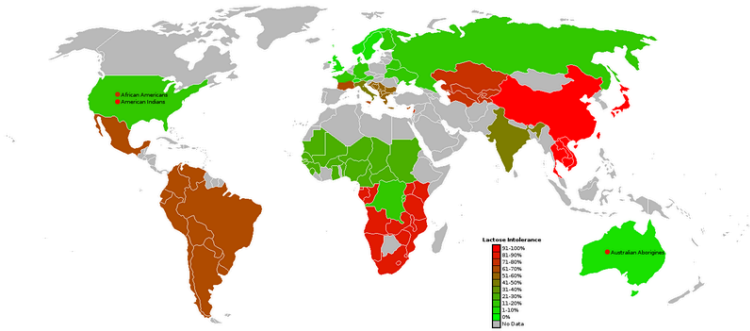 African Americans
American Indians
Lactose Intolerance
91-100%
81-90%
71-80%
61-70%
51-60%
41-50%
31-40%
21-30%
11-20%
1-10%
0%
No Data
Australian Aborigines